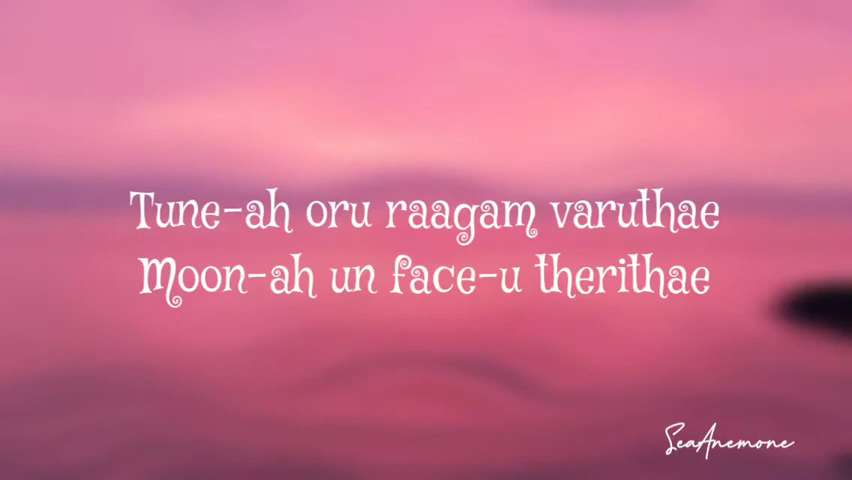 Tune-ah oru raagam varuthae
Moon-ah un face-u therithae
SeaAnemone